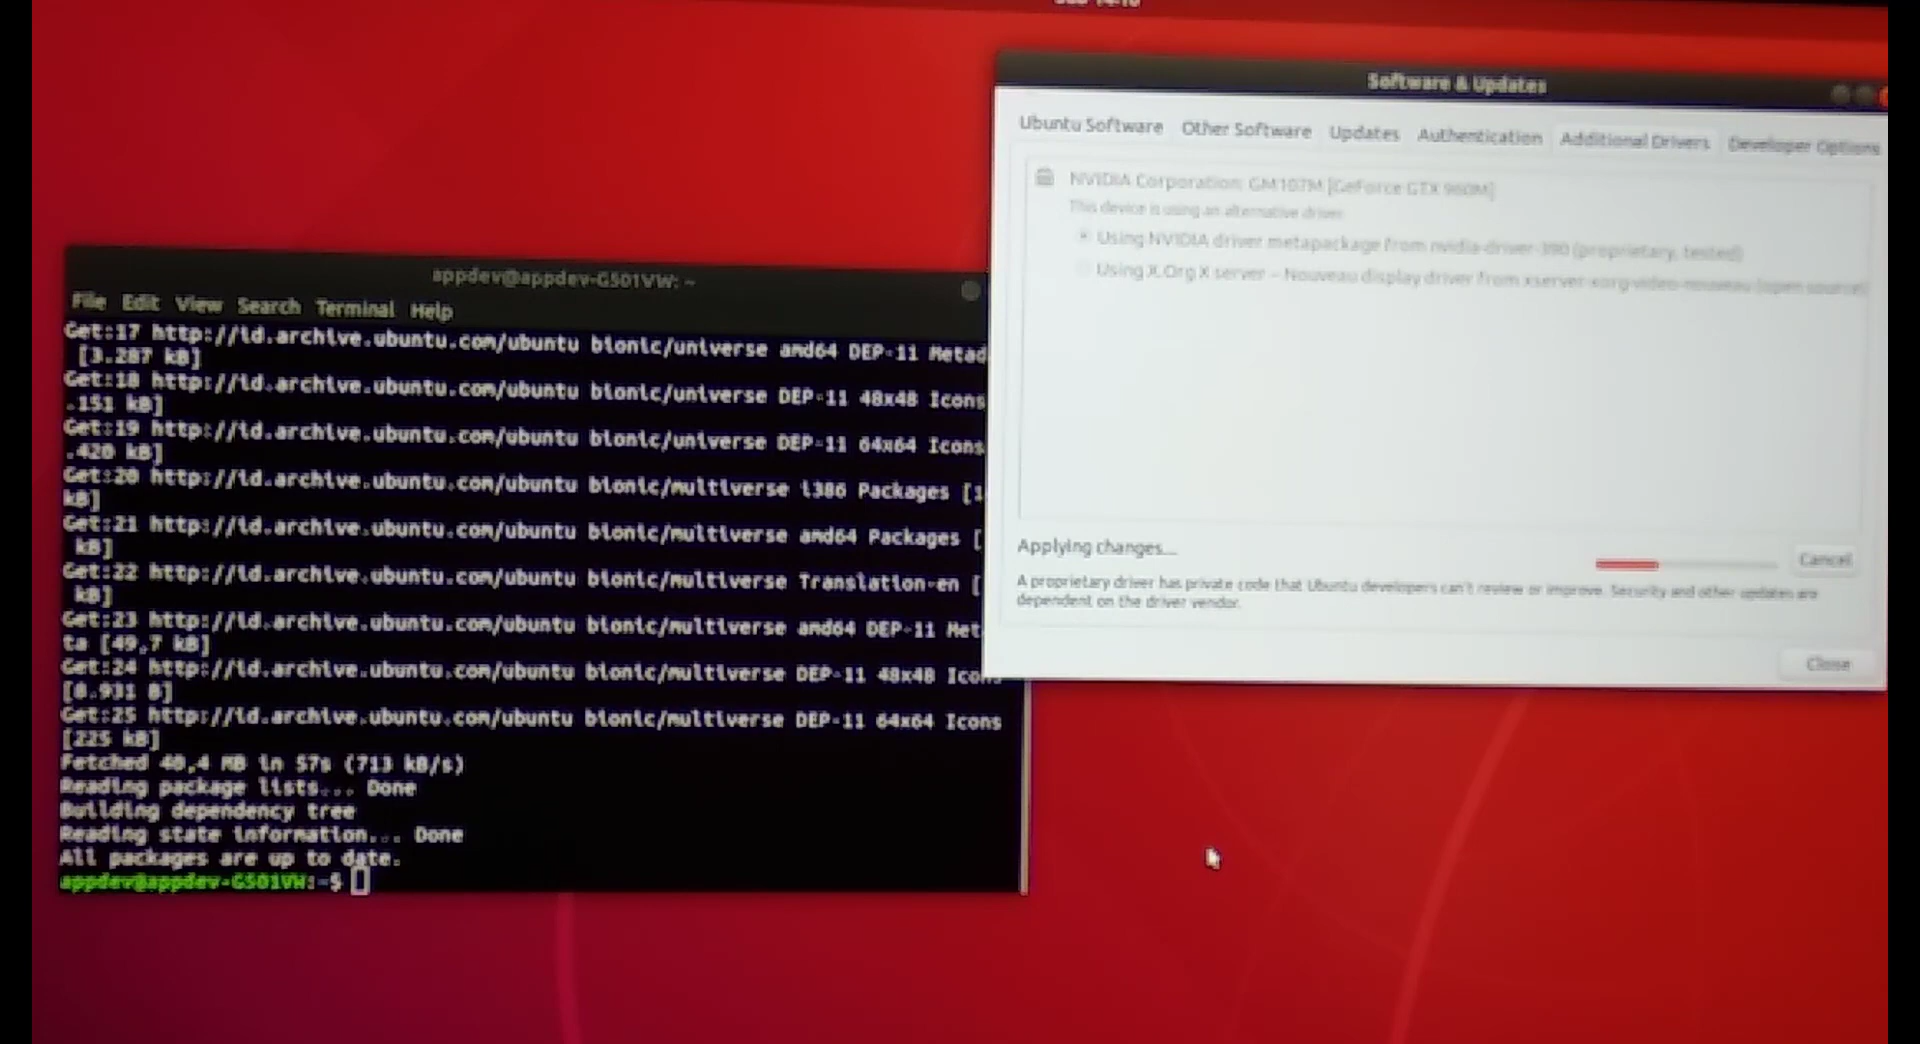 Software & Updates
Ubuntu Software Other Software Updates Authentication Additional Drivers Developer Options
NVIDIA Corporation: GM107M [GeForce GTX 960M]
This device is using an alternative driver.
Using NVIDIA driver metapackage from nvidia-driver-390 (proprietary, tested)
Using X.Org X server – Nouveau display driver from xserver-xorg-video-nouveau (open source)
Applying changes...
Cancel
A proprietary driver has private code that Ubuntu developers can't review or improve. Security and other updates are
dependent on the driver vendor.
Close
appdev@appdev-G501VW: ~
File Edit View Search Terminal Help
Get:17 http://id.archive.ubuntu.com/ubuntu bionic/universe amd64 DEP-11 Metad
[3.287 kB]
Get:18 http://id.archive.ubuntu.com/ubuntu bionic/universe DEP-11 48x48 Icons
.151 kB]
Get:19 http://id.archive.ubuntu.com/ubuntu bionic/universe DEP-11 64x64 Icons
.420 kB]
Get:20 http://id.archive.ubuntu.com/ubuntu bionic/multiverse i386 Packages [1
kB]
Get:21 http://id.archive.ubuntu.com/ubuntu bionic/multiverse amd64 Packages [
kB]
Get:22 http://id.archive.ubuntu.com/ubuntu bionic/multiverse Translation-en [
kB]
Get:23 http://id.archive.ubuntu.com/ubuntu bionic/multiverse amd64 DEP-11 Met
ta [49,7 kB]
Get:24 http://id.archive.ubuntu.com/ubuntu bionic/multiverse DEP-11 48x48 Icons
[8.931 B]
Get:25 http://id.archive.ubuntu.com/ubuntu bionic/multiverse DEP-11 64x64 Icons
[225 kB]
Fetched 40,4 MB in 57s (713 kB/s)
Reading package lists... Done
Building dependency tree
Reading state information... Done
All packages are up to date.
appdev@appdev-G501VW:~$